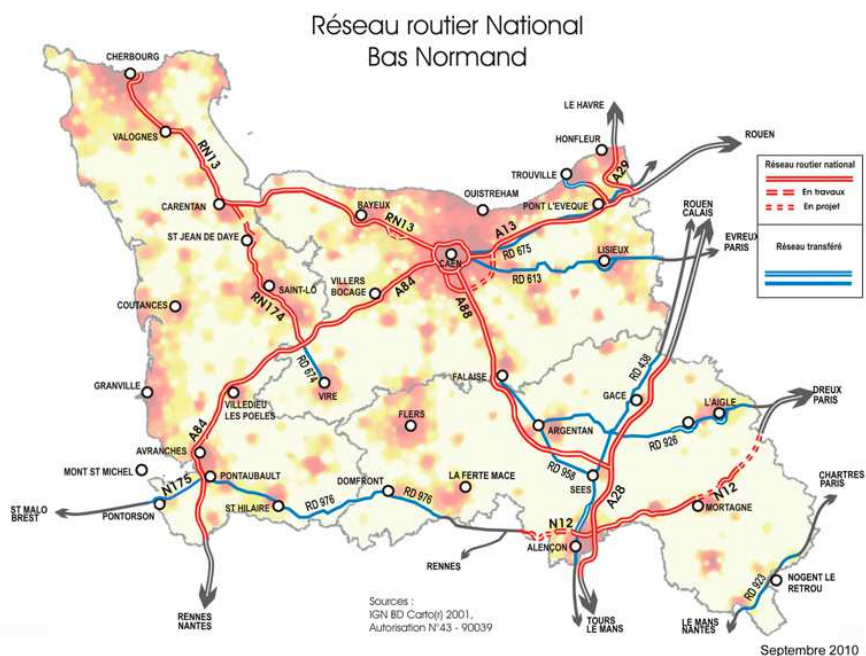 Réseau routier National
Bas Normand
CHERBOURG
VALOGNES
RN13
CARENTAN
ST JEAN DE DAYE
SAINT-LÔ
RN174
COUTANCES
GRANVILLE
BAYEUX
RN13
OUISTREHAM
CAEN
VILLERS
BOCAGE
A84
A88
A13
RD 675
RD 613
LISIEUX
LE HAVRE
HONFLEUR
TROUVILLE
A29
PONT L'EVEQUE
ROUEN
ROUEN
CALAIS
EVREUX
PARIS
Réseau routier national
En travaux
En projet
Réseau transféré
RD 674
VIRE
VILLEDIEU
LES POELES
A84
AVRANCHES
MONT ST MICHEL
PONTAUBAULT
N175
PONTORSON
ST MALO
BREST
ST HILAIRE
RD 976
DOMFRONT
RD 976
FLERS
LA FERTE MACE
FALAISE
ARGENTAN
RD 958
SEES
GACE
RD 438
L'AIGLE
RD 926
DREUX
PARIS
A28
N12
MORTAGNE
N12
ALENÇON
CHARTRES
PARIS
NOGENT LE
RETROU
RD 923
LE MANS
NANTES
TOURS
LE MANS
RENNES
RENNES
NANTES
Sources :
IGN BD Carto(r) 2001,
Autorisation N°43 - 90039
Septembre 2010